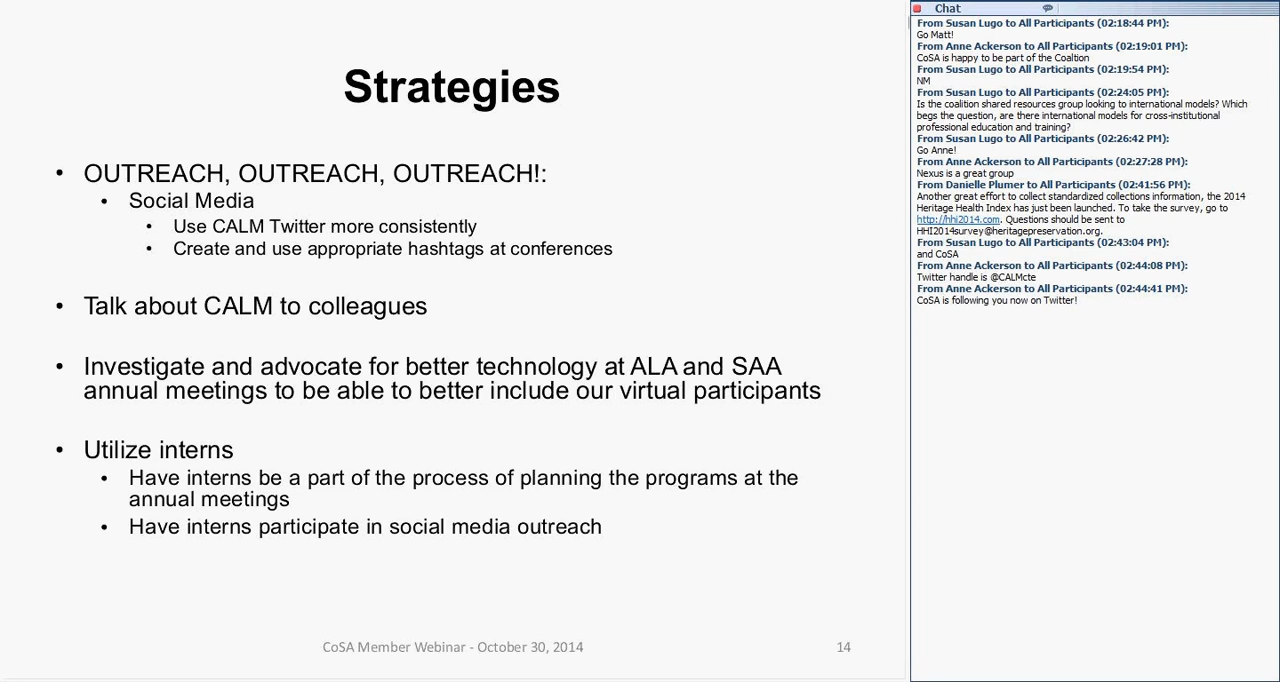 Strategies
• OUTREACH, OUTREACH, OUTREACH!:
• Social Media
• Use CALM Twitter more consistently
• Create and use appropriate hashtags at conferences
• Talk about CALM to colleagues
• Investigate and advocate for better technology at ALA and SAA
annual meetings to be able to better include our virtual participants
• Utilize interns
• Have interns be a part of the process of planning the programs at the
annual meetings
• Have interns participate in social media outreach
CoSA Member Webinar - October 30, 2014
14
Chat
From Susan Lugo to All Participants (02:18:44 PM):
Go Matt!
From Anne Ackerson to All Participants (02:19:01 PM):
CoSA is happy to be part of the Coaltion
From Susan Lugo to All Participants (02:19:54 PM):
NM
From Susan Lugo to All Participants (02:24:05 PM):
Is the coalition shared resources group looking to international models? Which
begs the question, are there international models for cross-institutional
professional education and training?
From Susan Lugo to All Participants (02:26:42 PM):
Go Anne!
From Anne Ackerson to All Participants (02:27:28 PM):
Nexus is a great group
From Danielle Plumer to All Participants (02:41:56 PM):
Another great effort to collect standardized collections information, the 2014
Heritage Health Index has just been launched. To take the survey, go to
http://hhi2014.com. Questions should be sent to
HHI2014survey@heritagepreservation.org.
From Susan Lugo to All Participants (02:43:04 PM):
and CoSA
From Anne Ackerson to All Participants (02:44:08 PM):
Twitter handle is @CALMcte
From Anne Ackerson to All Participants (02:44:41 PM):
CoSA is following you now on Twitter!